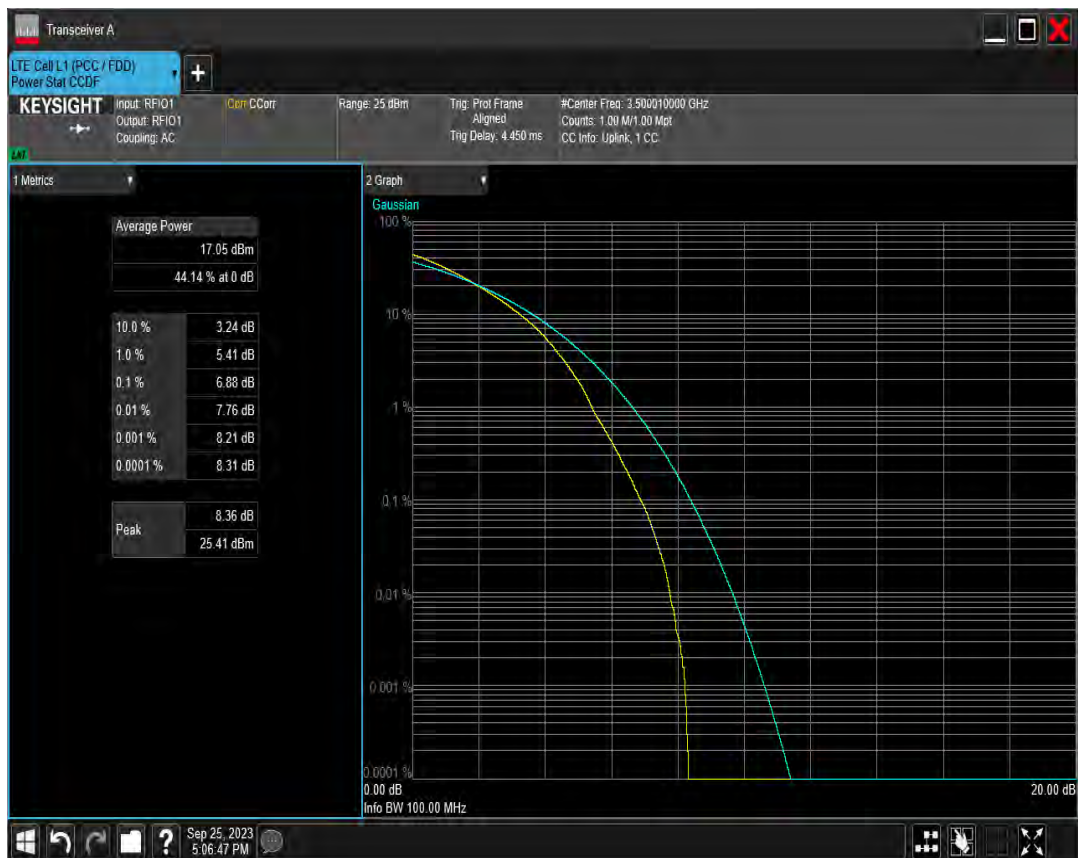 Transceiver A
LTE Cell L1 (PCC / FDD)
Power Stat CCDF
+
KEYSIGHT
Input: RFIO1
Output: RFIO1
Coupling: AC
Corr CCorr
Range: 25 dBm
Trig: Prot Frame
Aligned
Trig Delay: 4.450 ms
#Center Freq: 3.500010000 GHz
Counts: 1.00 M/1.00 Mpt
CC Info: Uplink, 1 CC
1 Metrics
Average Power
17.05 dBm
44.14 % at 0 dB
10.0 % 3.24 dB
1.0 % 5.41 dB
0.1 % 6.88 dB
0.01 % 7.76 dB
0.001 % 8.21 dB
0.0001 % 8.31 dB
Peak
8.36 dB
25.41 dBm
2 Graph
Gaussian
100 %
10 %
1 %
0.1 %
0.01 %
0.001 %
0.0001 %
0.00 dB 20.00 dB
Info BW 100.00 MHz
?
Sep 25, 2023
5:06:47 PM